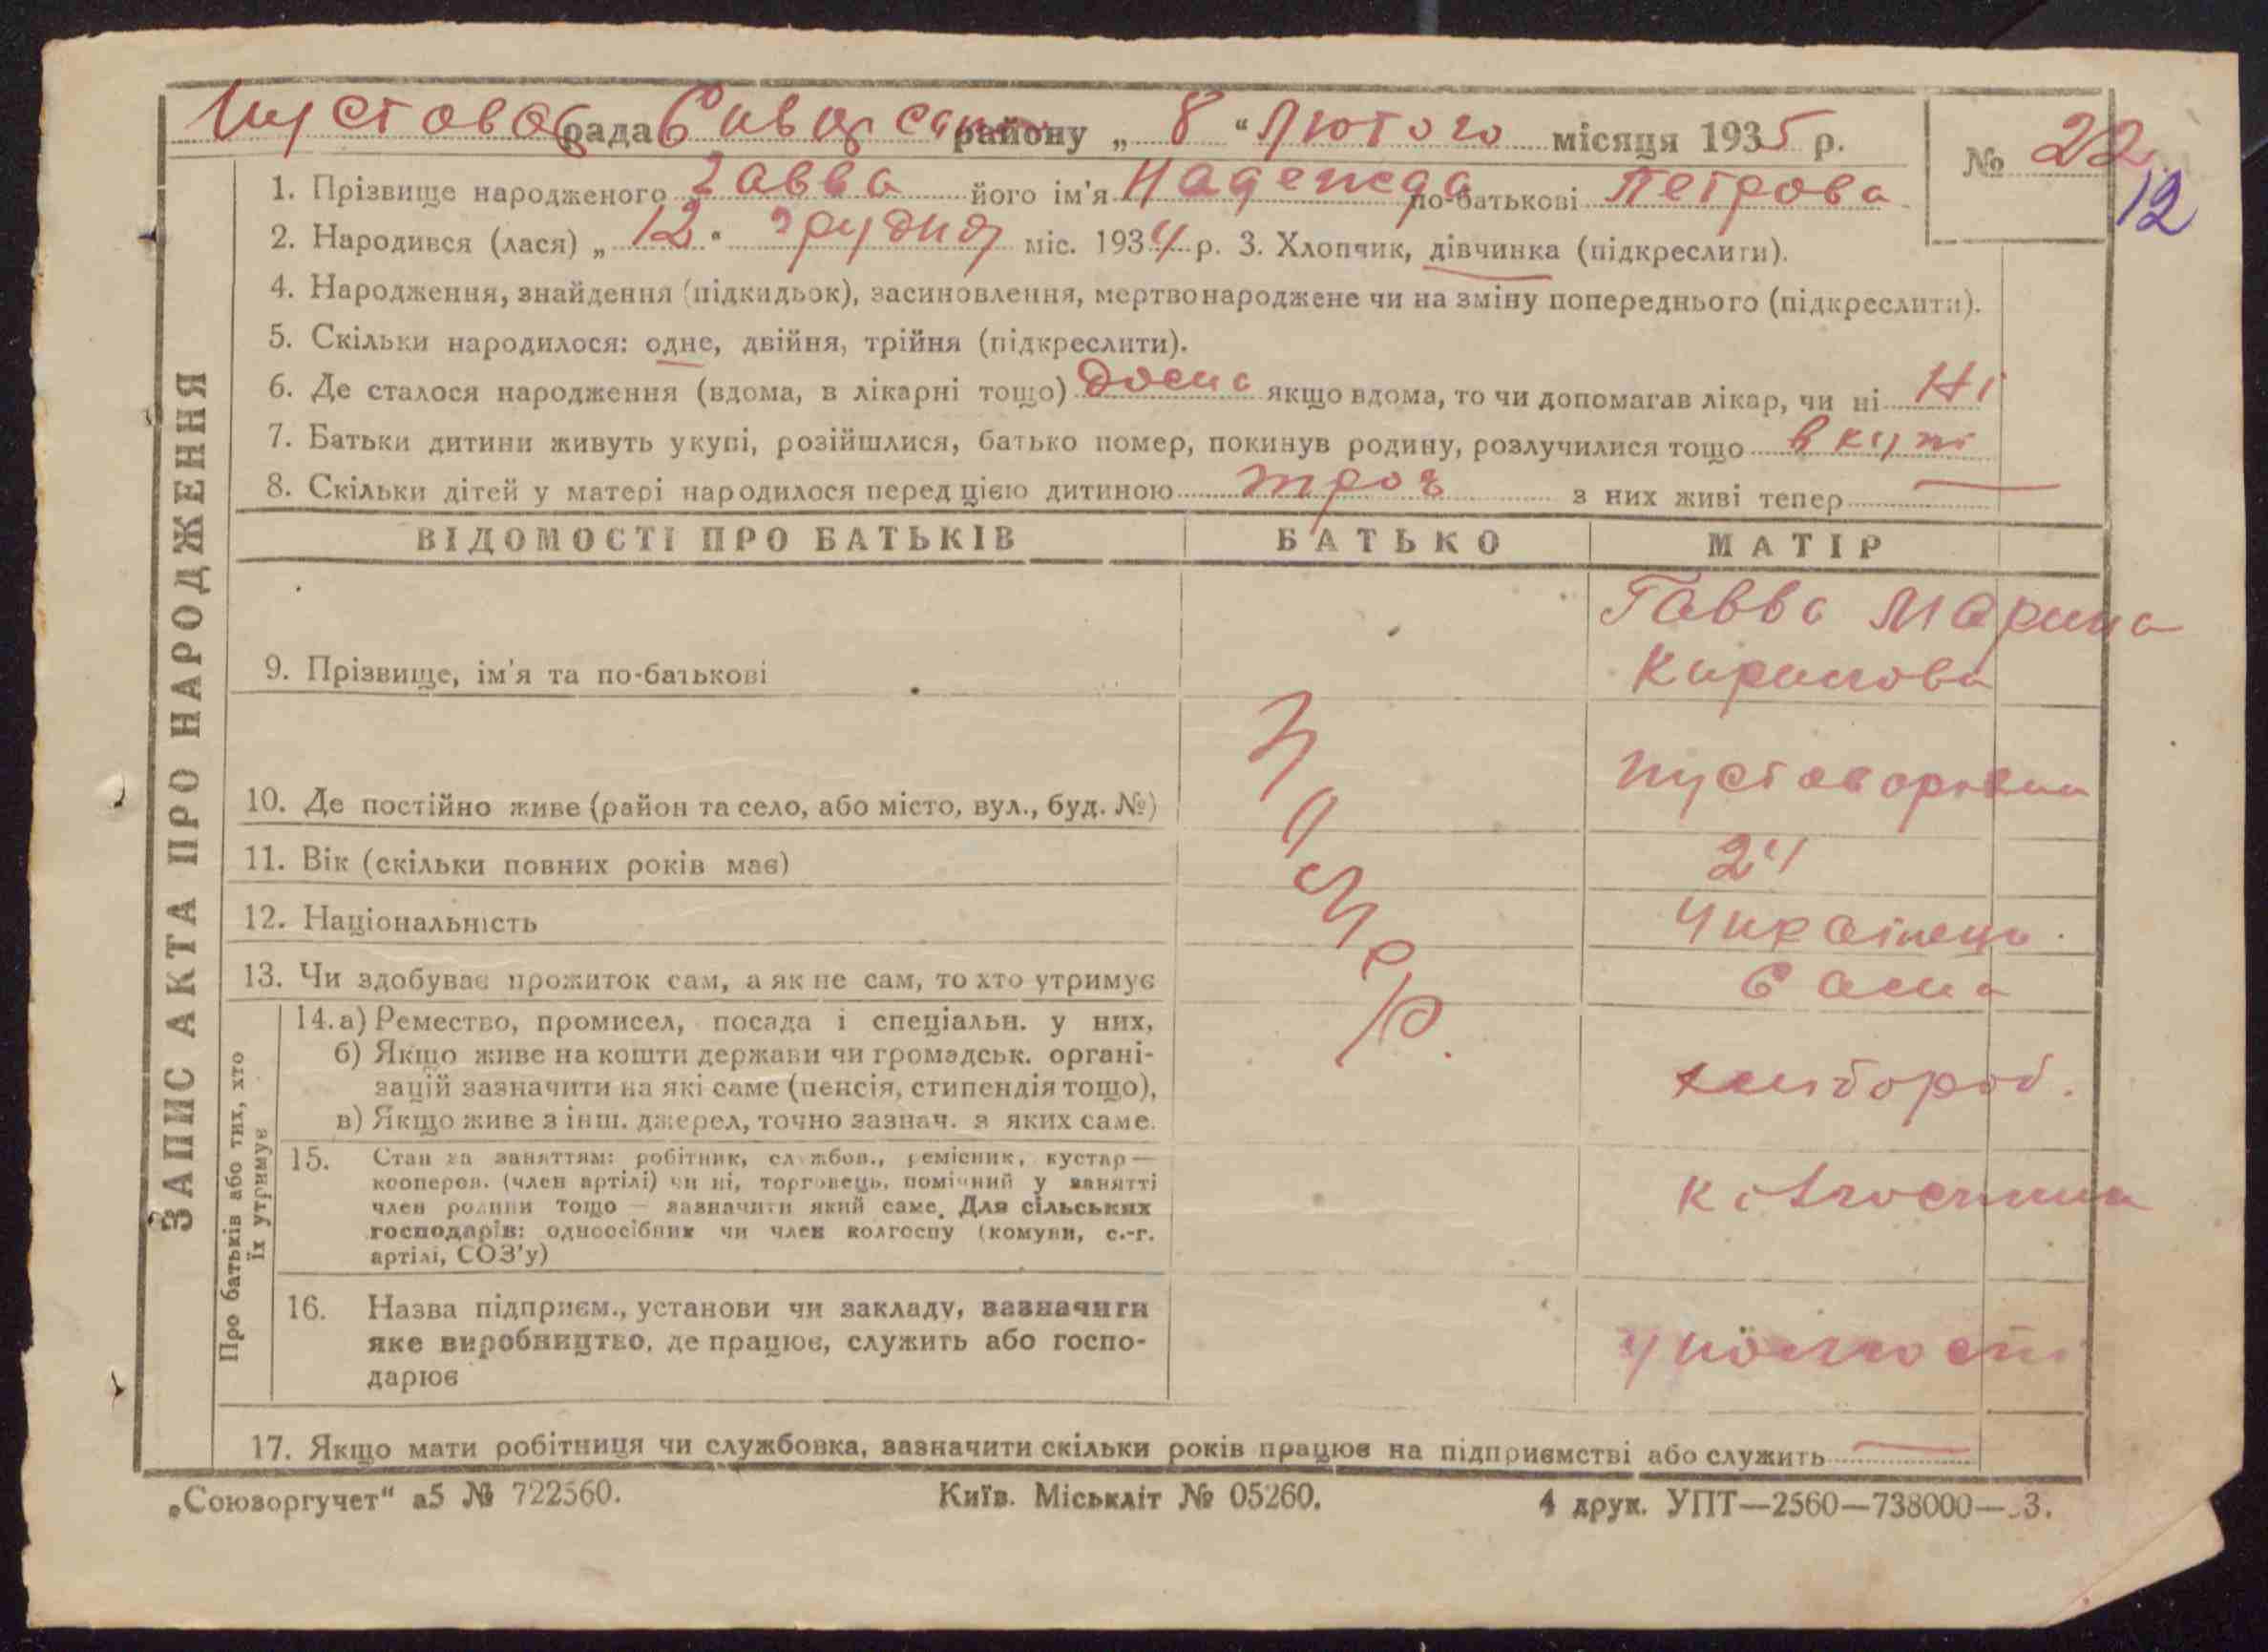 рада района „ 8 “ Лютого місяця 1935 р.
№ 22
12
1. Прізвище народженого Гавва його ім'я Надежда по-батькові Петрова
2. Народився (лася) „ 12 “ грудня міс. 1934 р. 3. Хлопчик, дівчинка (підкреслити).
4. Народження, знайдення (підкидьок), засиновлення, мертвонароджене чи на зміну попереднього (підкреслити).
5. Скільки народилося: одне, двійня, трійня (підкреслити).
6. Де сталося народження (вдома, в лікарні тощо) дома якщо вдома, то чи допомагав лікар, чи ні Ні
7. Батьки дитини живуть укупі, розійшлися, батько помер, покинув родину, розлучилися тощо вкупі
8. Скільки дітей у матері народилося перед цією дитиною троє з них живі тепер —
ВІДОМОСТІ ПРО БАТЬКІВ БАТЬКО МАТІР
Гавва Марина
9. Прізвище, ім'я та по-батькові Кирилова
10. Де постійно живе (район та село, або місто, вул., буд. №)
11. Вік (скільки повних років має) 24
12. Національність Українець
13. Чи здобуває прожиток сам, а як не сам, то хто утримує сама
14. а) Ремество, промисел, посада і спеціальн. у них,
б) Якщо живе на кошти держави чи громадськ. органі-
зацій зазначити на які саме (пенсія, стипендія тощо), хлібороб.
в) Якщо живе з інш. джерел, точно зазнач. з яких саме.
15. Стан за заняттям: робітник, службов., ремісник, кустар—
кооперов. (член артілі) чи ні, торговець, помічний у занятті
член родини тощо — зазначити який саме. Для сільських
господарів: одноосібник чи член колгоспу (комуни, с.-г.
артілі, СОЗ'у)
16. Назва підприєм., установи чи закладу, зазначити
яке виробництво, де працює, служить або госпо- у колгоспі
дарює
17. Якщо мати робітниця чи службовка, зазначити скільки років працює на підприємстві або служить —
ЗАПИС АКТА ПРО НАРОДЖЕННЯ
Про батьків або тих, хто
їх утримує
„Союзоргучет“ а5 № 722560. Київ. Міськліт № 05260. 4 друк. УПТ—2560—738000—